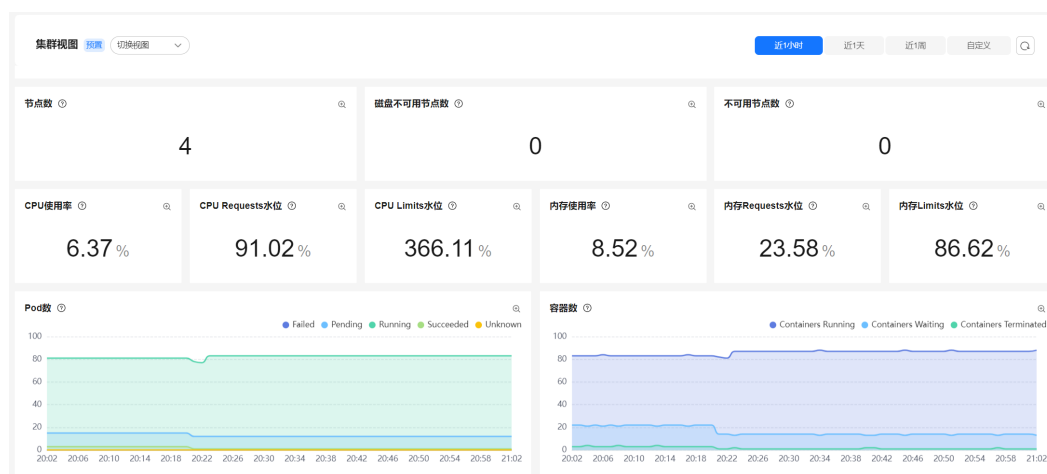 集群视图 预置 切换视图 近1小时 近1天 近1周 自定义
节点数 磁盘不可用节点数 不可用节点数
4 0 0
CPU使用率 CPU Requests水位 CPU Limits水位 内存使用率 内存Requests水位 内存Limits水位
6.37 % 91.02 % 366.11 % 8.52 % 23.58 % 86.62 %
Pod数 容器数
Failed Pending Running Succeeded Unknown Containers Running Containers Waiting Containers Terminated
100 100
80 80
60 60
40 40
20 20
0 0
20:02 20:06 20:10 20:14 20:18 20:22 20:26 20:30 20:34 20:38 20:42 20:46 20:50 20:54 20:58 21:02 20:02 20:06 20:10 20:14 20:18 20:22 20:26 20:30 20:34 20:38 20:42 20:46 20:50 20:54 20:58 21:02